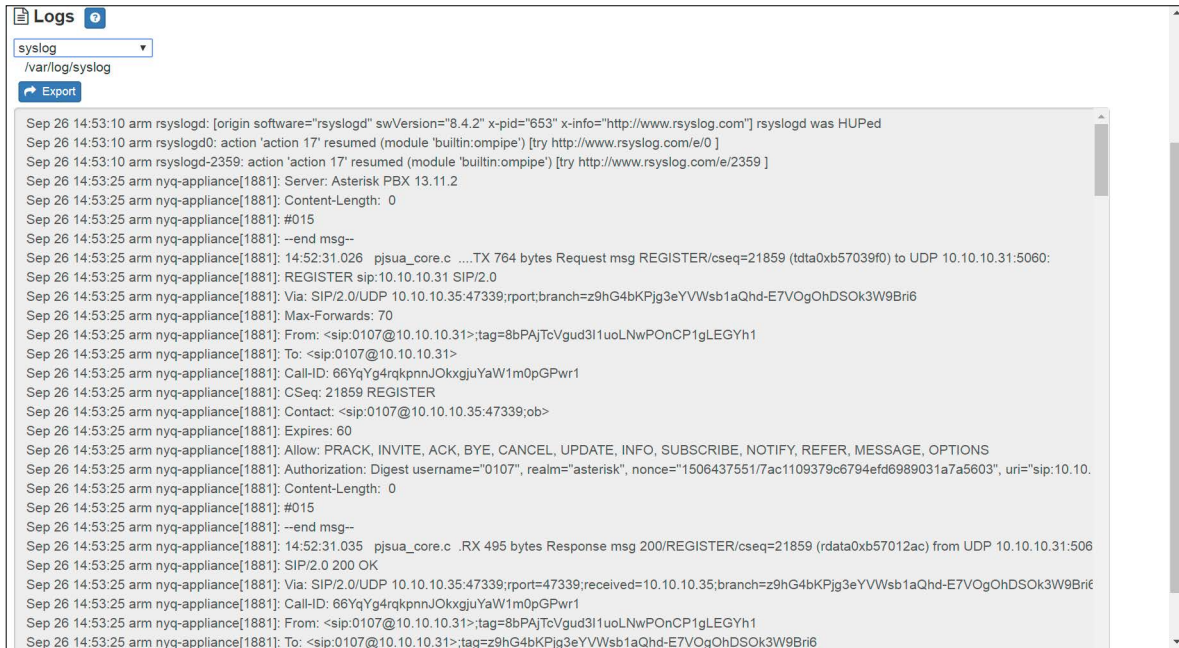 Logs
syslog
/var/log/syslog
Export
Sep 26 14:53:10 arm rsyslogd: [origin software="rsyslogd" swVersion="8.4.2" x-pid="653" x-info="http://www.rsyslog.com"] rsyslogd was HUPed
Sep 26 14:53:10 arm rsyslogd0: action 'action 17' resumed (module 'builtin:ompipe') [try http://www.rsyslog.com/e/0 ]
Sep 26 14:53:10 arm rsyslogd-2359: action 'action 17' resumed (module 'builtin:ompipe') [try http://www.rsyslog.com/e/2359 ]
Sep 26 14:53:25 arm nyq-appliance[1881]: Server: Asterisk PBX 13.11.2
Sep 26 14:53:25 arm nyq-appliance[1881]: Content-Length:  0
Sep 26 14:53:25 arm nyq-appliance[1881]: #015
Sep 26 14:53:25 arm nyq-appliance[1881]: --end msg--
Sep 26 14:53:25 arm nyq-appliance[1881]: 14:52:31.026   pjsua_core.c  ....TX 764 bytes Request msg REGISTER/cseq=21859 (tdta0xb57039f0) to UDP 10.10.10.31:5060:
Sep 26 14:53:25 arm nyq-appliance[1881]: REGISTER sip:10.10.10.31 SIP/2.0
Sep 26 14:53:25 arm nyq-appliance[1881]: Via: SIP/2.0/UDP 10.10.10.35:47339;rport;branch=z9hG4bKPjg3eYVWsb1aQhd-E7VOgOhDSOk3W9Bri6
Sep 26 14:53:25 arm nyq-appliance[1881]: Max-Forwards: 70
Sep 26 14:53:25 arm nyq-appliance[1881]: From: <sip:0107@10.10.10.31>;tag=8bPAjTcVgud3I1uoLNwPOnCP1gLEGYh1
Sep 26 14:53:25 arm nyq-appliance[1881]: To: <sip:0107@10.10.10.31>
Sep 26 14:53:25 arm nyq-appliance[1881]: Call-ID: 66YqYg4rqkpnnJOkxgjuYaW1m0pGPwr1
Sep 26 14:53:25 arm nyq-appliance[1881]: CSeq: 21859 REGISTER
Sep 26 14:53:25 arm nyq-appliance[1881]: Contact: <sip:0107@10.10.10.35:47339;ob>
Sep 26 14:53:25 arm nyq-appliance[1881]: Expires: 60
Sep 26 14:53:25 arm nyq-appliance[1881]: Allow: PRACK, INVITE, ACK, BYE, CANCEL, UPDATE, INFO, SUBSCRIBE, NOTIFY, REFER, MESSAGE, OPTIONS
Sep 26 14:53:25 arm nyq-appliance[1881]: Authorization: Digest username="0107", realm="asterisk", nonce="1506437551/7ac1109379c6794efd6989031a7a5603", uri="sip:10.10.
Sep 26 14:53:25 arm nyq-appliance[1881]: Content-Length:  0
Sep 26 14:53:25 arm nyq-appliance[1881]: #015
Sep 26 14:53:25 arm nyq-appliance[1881]: --end msg--
Sep 26 14:53:25 arm nyq-appliance[1881]: 14:52:31.035   pjsua_core.c  .RX 495 bytes Response msg 200/REGISTER/cseq=21859 (rdata0xb57012ac) from UDP 10.10.10.31:506
Sep 26 14:53:25 arm nyq-appliance[1881]: SIP/2.0 200 OK
Sep 26 14:53:25 arm nyq-appliance[1881]: Via: SIP/2.0/UDP 10.10.10.35:47339;rport=47339;received=10.10.10.35;branch=z9hG4bKPjg3eYVWsb1aQhd-E7VOgOhDSOk3W9Bri6
Sep 26 14:53:25 arm nyq-appliance[1881]: Call-ID: 66YqYg4rqkpnnJOkxgjuYaW1m0pGPwr1
Sep 26 14:53:25 arm nyq-appliance[1881]: From: <sip:0107@10.10.10.31>;tag=8bPAjTcVgud3I1uoLNwPOnCP1gLEGYh1
Sep 26 14:53:25 arm nyq-appliance[1881]: To: <sip:0107@10.10.10.31>;tag=z9hG4bKPjg3eYVWsb1aQhd-E7VOgOhDSOk3W9Bri6